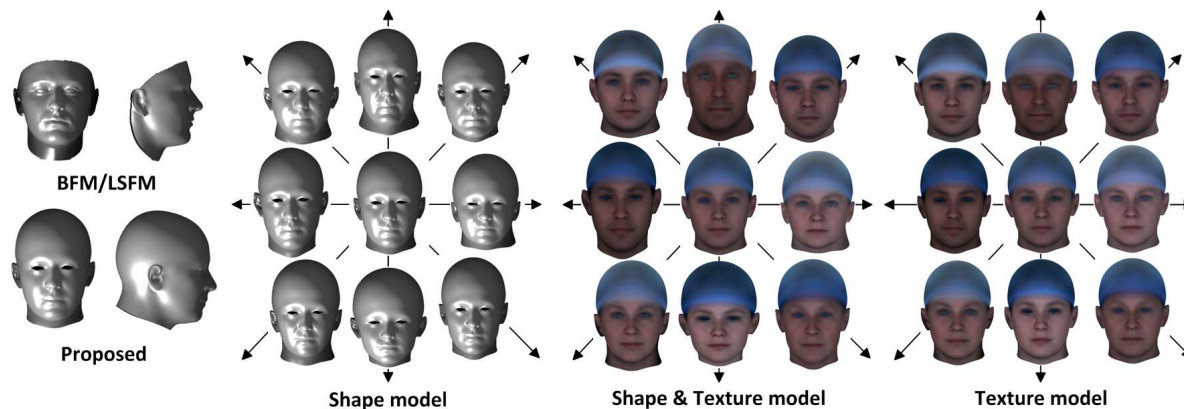 BFM/LSFM
Proposed
Shape model
Shape & Texture model
Texture model